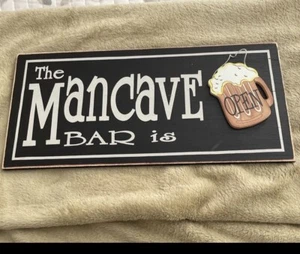 The
Mancave
BAR is
OPEN